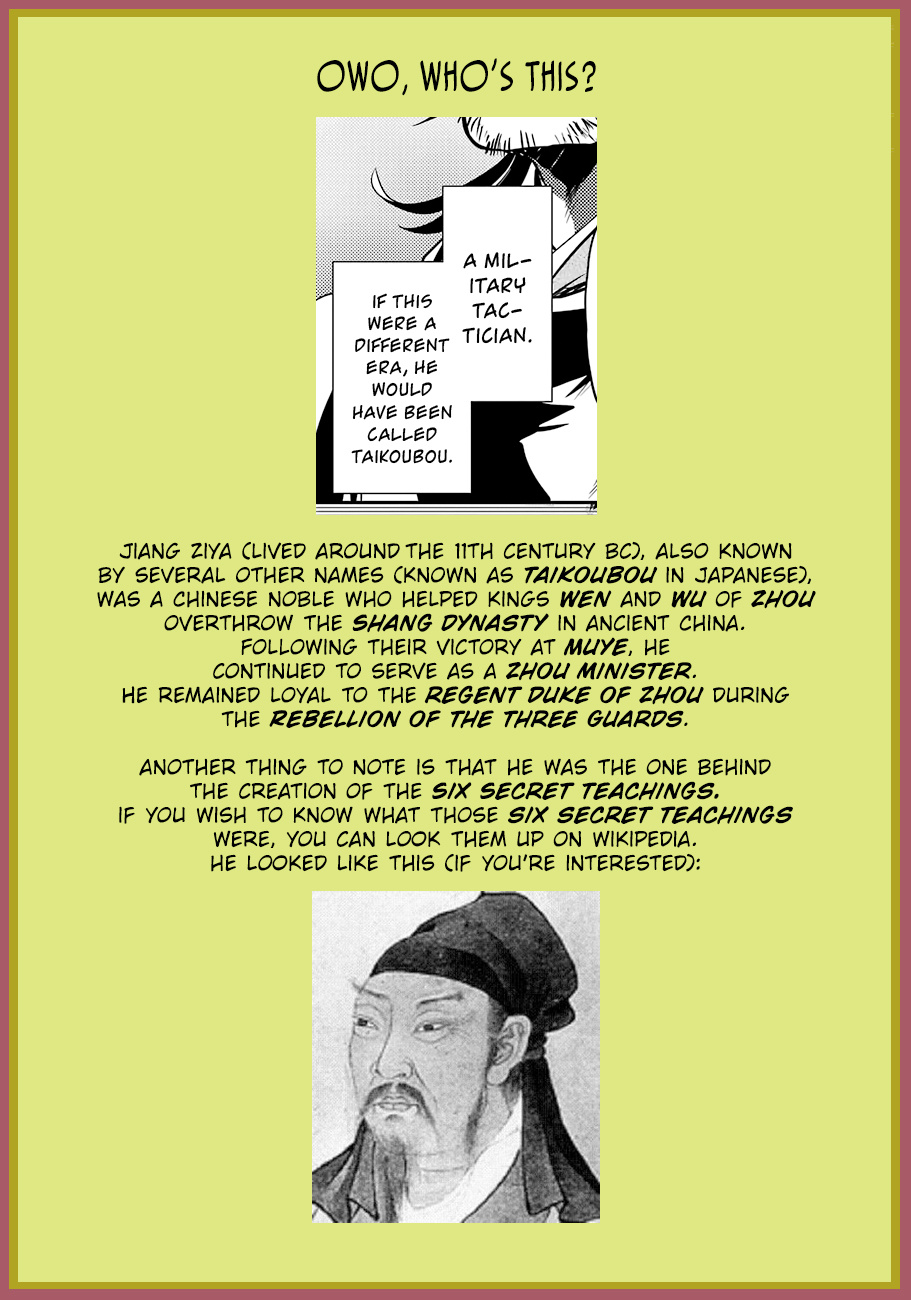 OWO, WHO'S THIS?
A MIL-
ITARY
TAC-
TICIAN.
IF THIS
WERE A
DIFFERENT
ERA, HE
WOULD
HAVE BEEN
CALLED
TAIKOUBOU.
JIANG ZIYA (LIVED AROUND THE 11TH CENTURY BC), ALSO KNOWN
BY SEVERAL OTHER NAMES (KNOWN AS TAIKOUBOU IN JAPANESE),
WAS A CHINESE NOBLE WHO HELPED KINGS WEN AND WU OF ZHOU
OVERTHROW THE SHANG DYNASTY IN ANCIENT CHINA.
FOLLOWING THEIR VICTORY AT MUYE, HE
CONTINUED TO SERVE AS A ZHOU MINISTER.
HE REMAINED LOYAL TO THE REGENT DUKE OF ZHOU DURING
THE REBELLION OF THE THREE GUARDS.
ANOTHER THING TO NOTE IS THAT HE WAS THE ONE BEHIND
THE CREATION OF THE SIX SECRET TEACHINGS.
IF YOU WISH TO KNOW WHAT THOSE SIX SECRET TEACHINGS
WERE, YOU CAN LOOK THEM UP ON WIKIPEDIA.
HE LOOKED LIKE THIS (IF YOU'RE INTERESTED):